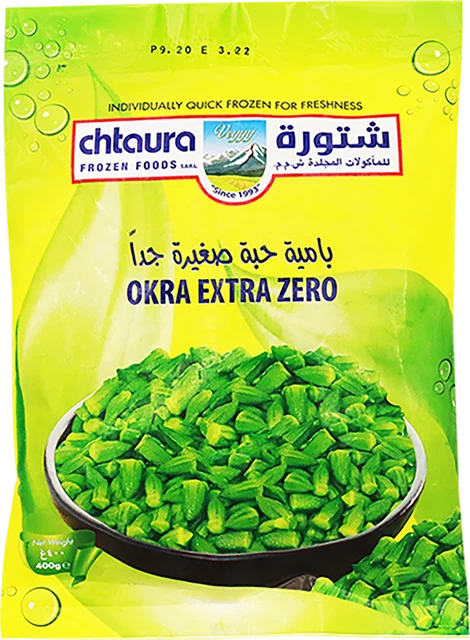 P9.20 E 3.22
INDIVIDUALLY QUICK FROZEN FOR FRESHNESS
chtaura Veggy شتورة
FROZEN FOODS S.A.R.L للمأكولات المجلدة ش.م.م.
"Since 1993"
بامية حبة صغيرة جداً
OKRA EXTRA ZERO
Net Weight
٤٠٠غ
400g e